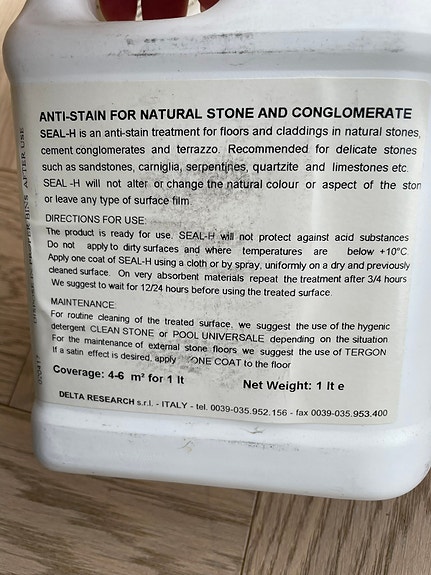 ANTI-STAIN FOR NATURAL STONE AND CONGLOMERATE
SEAL-H is an anti-stain treatment for floors and claddings in natural stones,
cement conglomerates and terrazzo. Recommended for delicate stones
such as sandstones, carniglia, serpentines, quartzite and limestones etc.
SEAL -H will not alter or change the natural colour or aspect of the ston
or leave any type of surface film
DIRECTIONS FOR USE:
The product is ready for use. SEAL-H will not protect against acid substances
Do not apply to dirty surfaces and where temperatures are below +10°C.
Apply one coat of SEAL-H using a cloth or by spray, uniformly on a dry and previously
cleaned surface. On very absorbent materials repeat the treatment after 3/4 hours
We suggest to wait for 12/24 hours before using the treated surface.
MAINTENANCE:
For routine cleaning of the treated surface, we suggest the use of the hygenic
detergent CLEAN STONE or POOL UNIVERSALE depending on the situation
For the maintenance of external stone floors we suggest the use of TERGON
If a satin effect is desired, apply ONE COAT to the floor
Coverage: 4-6 m² for 1 lt
Net Weight: 1 lt e
DELTA RESEARCH s.r.l. - ITALY - tel. 0039-035.952.156 - fax 0039-035.953.400
BINS AFTER USE